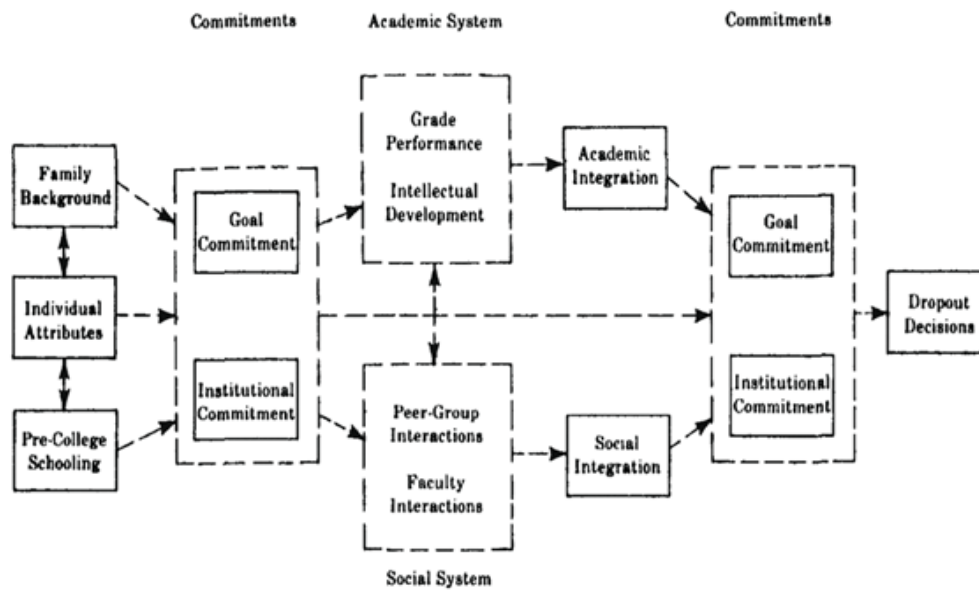 Commitments
Academic System
Commitments
Family
Background
Individual
Attributes
Pre-College
Schooling
Goal
Commitment
Institutional
Commitment
Grade
Performance
Intellectual
Development
Peer-Group
Interactions
Faculty
Interactions
Social System
Academic
Integration
Social
Integration
Goal
Commitment
Institutional
Commitment
Dropout
Decisions